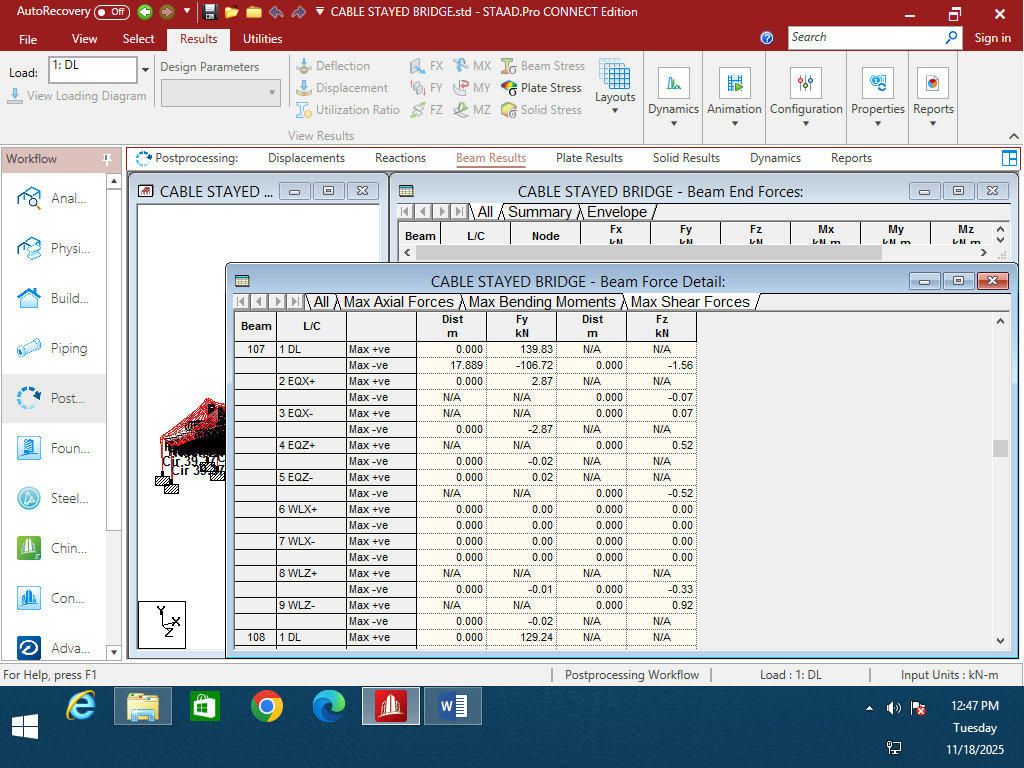 AutoRecovery Off CABLE STAYED BRIDGE.std - STAAD.Pro CONNECT Edition
File View Select Results Utilities Search Sign in
Load: 1: DL Design Parameters Deflection FX MX Beam Stress
View Loading Diagram Displacement FY MY Plate Stress Layouts Dynamics Animation Configuration Properties Reports
Utilization Ratio FZ MZ Solid Stress
View Results
Workflow Postprocessing: Displacements Reactions Beam Results Plate Results Solid Results Dynamics Reports
Anal...
Physi...
Build...
Piping
Post...
Foun...
Steel...
Chin...
Con...
Adva...
CABLE STAYED ... CABLE STAYED BRIDGE - Beam End Forces:
All Summary Envelope
Beam L/C Node Fx kN Fy kN Fz kN Mx kN-m My kN-m Mz kN-m
CABLE STAYED BRIDGE - Beam Force Detail:
All Max Axial Forces Max Bending Moments Max Shear Forces
Beam L/C Dist Fy Dist Fz
m kN m kN
107 1 DL Max +ve 0.000 139.83 N/A N/A
Max -ve 17.889 -106.72 0.000 -1.56
2 EQX+ Max +ve 0.000 2.87 N/A N/A
Max -ve N/A N/A 0.000 -0.07
3 EQX- Max +ve N/A N/A 0.000 0.07
Max -ve 0.000 -2.87 N/A N/A
4 EQZ+ Max +ve N/A N/A 0.000 0.52
Max -ve 0.000 -0.02 N/A N/A
5 EQZ- Max +ve 0.000 0.02 N/A N/A
Max -ve N/A N/A 0.000 -0.52
6 WLX+ Max +ve 0.000 0.00 0.000 0.00
Max -ve 0.000 0.00 0.000 0.00
7 WLX- Max +ve 0.000 0.00 0.000 0.00
Max -ve 0.000 0.00 0.000 0.00
8 WLZ+ Max +ve N/A N/A N/A N/A
Max -ve 0.000 -0.01 0.000 -0.33
9 WLZ- Max +ve N/A N/A 0.000 0.92
Max -ve 0.000 -0.02 N/A N/A
108 1 DL Max +ve 0.000 129.24 N/A N/A
Y
X
Z
For Help, press F1 Postprocessing Workflow Load : 1: DL Input Units : kN-m
12:47 PM
Tuesday
11/18/2025